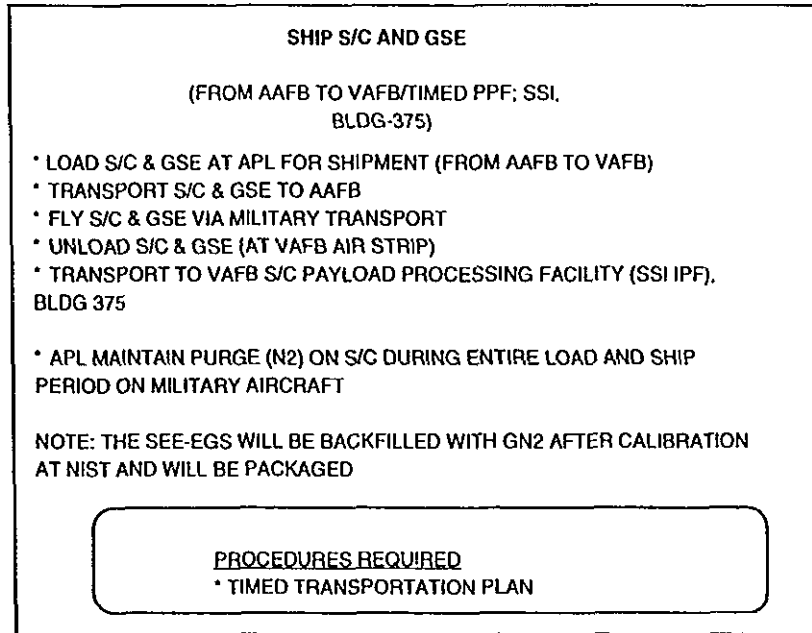 SHIP S/C AND GSE
(FROM AAFB TO VAFB/TIMED PPF; SSI,
BLDG-375)
* LOAD S/C & GSE AT APL FOR SHIPMENT (FROM AAFB TO VAFB)
* TRANSPORT S/C & GSE TO AAFB
* FLY S/C & GSE VIA MILITARY TRANSPORT
* UNLOAD S/C & GSE (AT VAFB AIR STRIP)
* TRANSPORT TO VAFB S/C PAYLOAD PROCESSING FACILITY (SSI IPF),
BLDG 375
* APL MAINTAIN PURGE (N2) ON S/C DURING ENTIRE LOAD AND SHIP
PERIOD ON MILITARY AIRCRAFT
NOTE: THE SEE-EGS WILL BE BACKFILLED WITH GN2 AFTER CALIBRATION
AT NIST AND WILL BE PACKAGED
PROCEDURES REQUIRED
* TIMED TRANSPORTATION PLAN